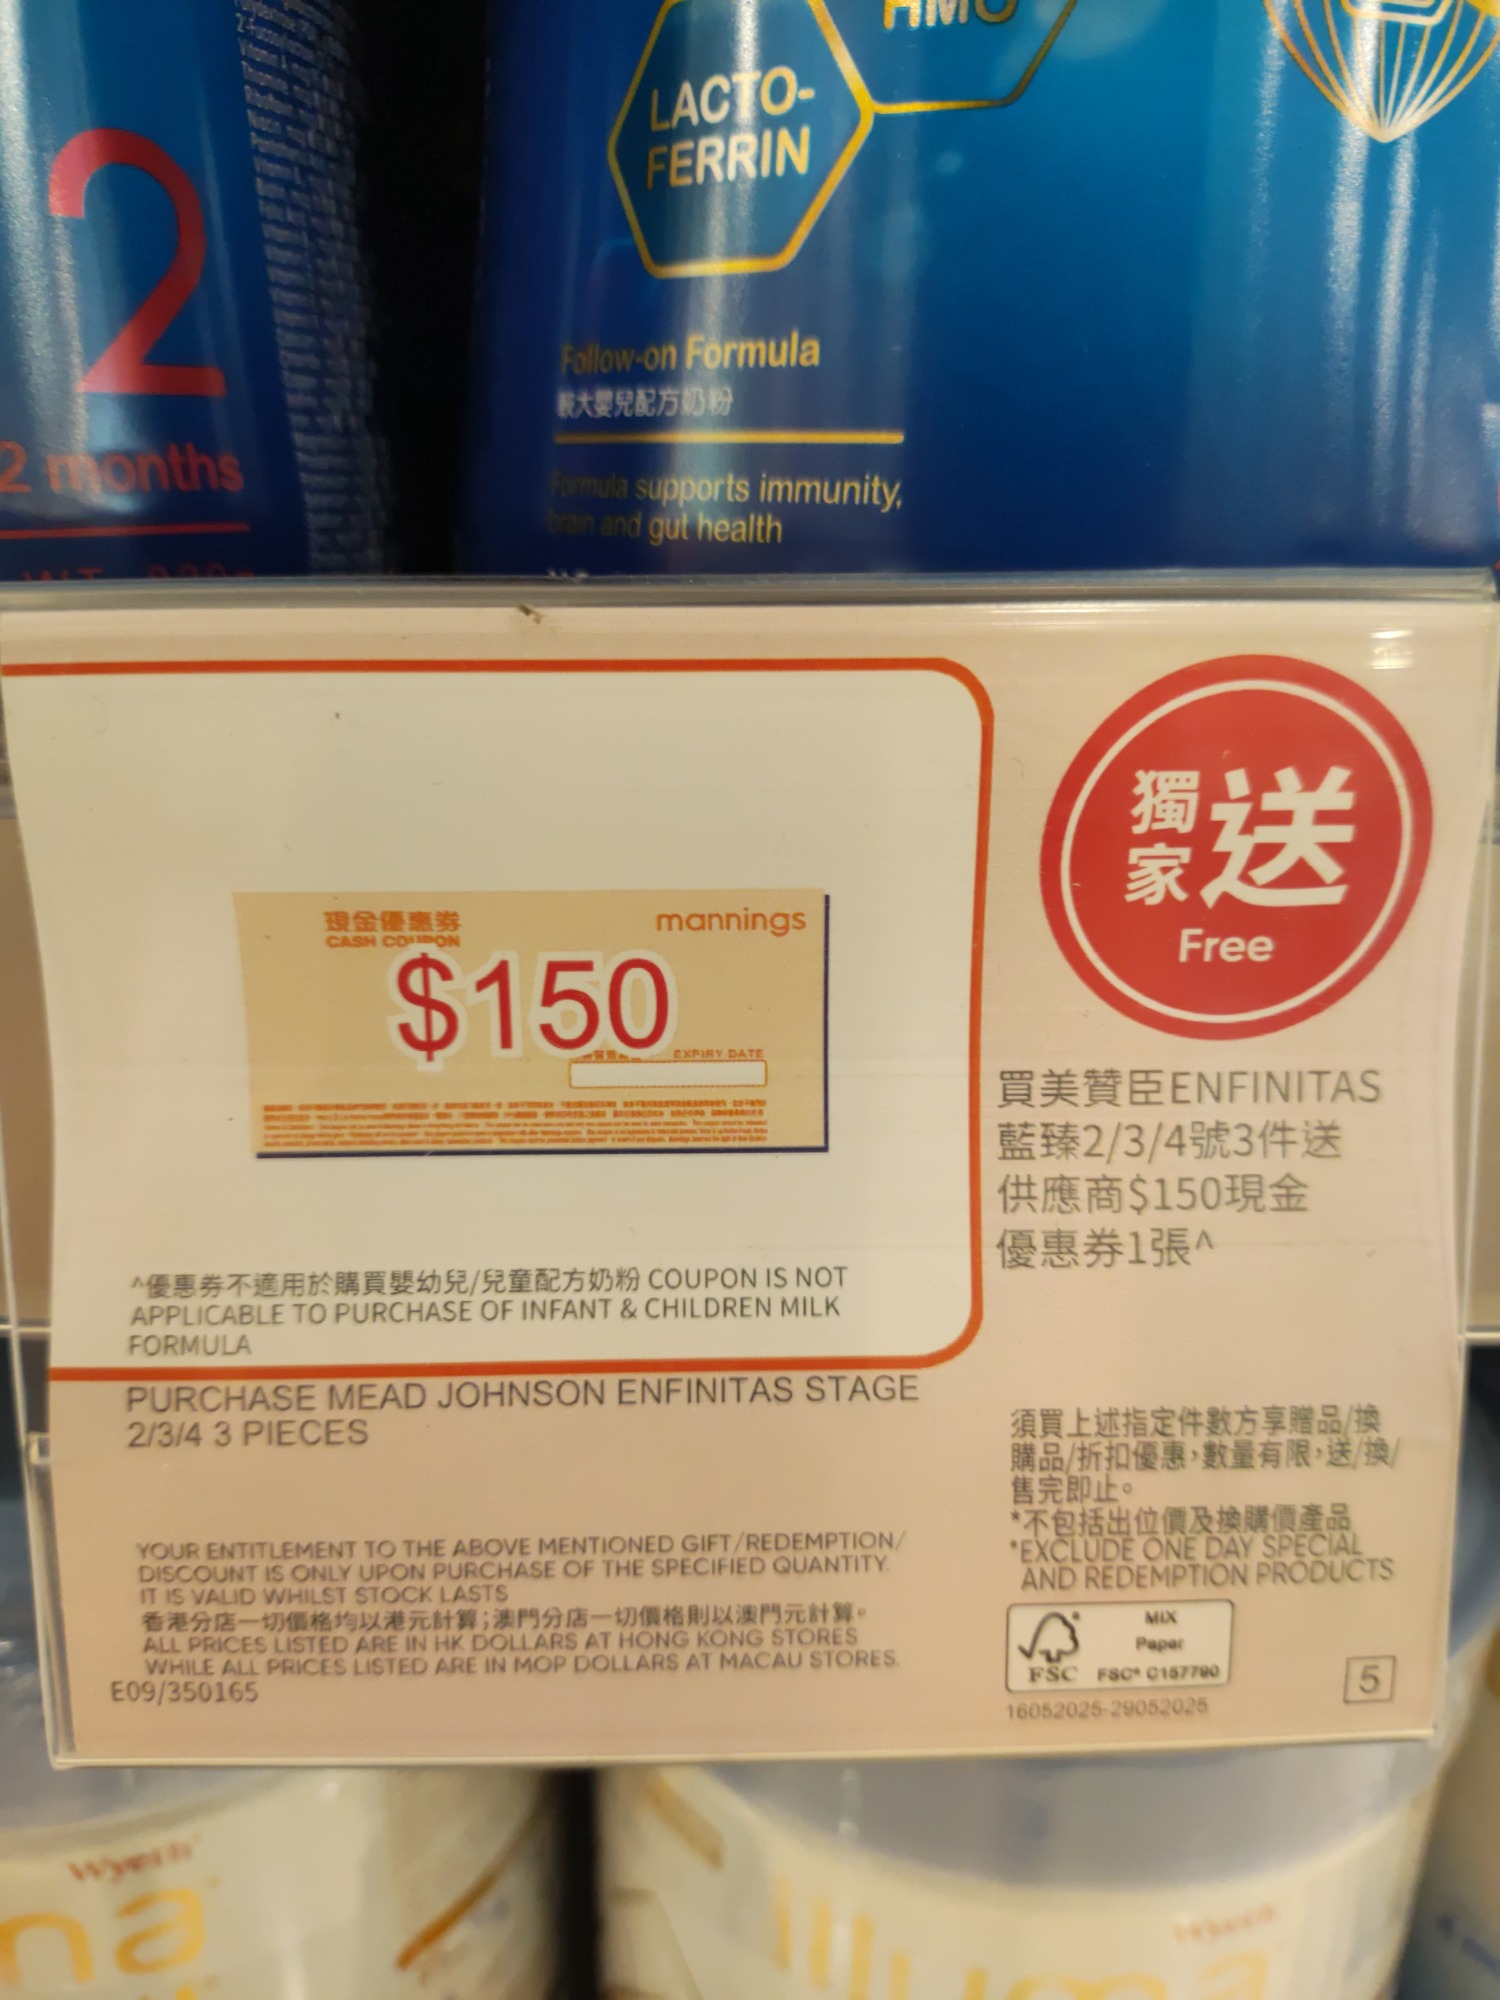 2
2 months
HMO
LACTO-
FERRIN
Follow-on Formula
較大嬰兒配方奶粉
Formula supports immunity,
brain and gut health
獨家送
Free
現金優惠券
CASH COUPON
mannings
$150
EXPIRY DATE
買美贊臣ENFINITAS
藍臻2/3/4號3件送
供應商$150現金
優惠券1張^
^優惠券不適用於購買嬰幼兒/兒童配方奶粉 COUPON IS NOT
APPLICABLE TO PURCHASE OF INFANT & CHILDREN MILK
FORMULA
PURCHASE MEAD JOHNSON ENFINITAS STAGE
2/3/4 3 PIECES
須買上述指定件數方享贈品/換
購品/折扣優惠，數量有限，送/換/
售完即止。
*不包括出位價及換購價產品
*EXCLUDE ONE DAY SPECIAL
AND REDEMPTION PRODUCTS
YOUR ENTITLEMENT TO THE ABOVE MENTIONED GIFT/REDEMPTION/
DISCOUNT IS ONLY UPON PURCHASE OF THE SPECIFIED QUANTITY.
IT IS VALID WHILST STOCK LASTS
香港分店一切價格均以港元計算；澳門分店一切價格則以澳門元計算。
ALL PRICES LISTED ARE IN HK DOLLARS AT HONG KONG STORES
WHILE ALL PRICES LISTED ARE IN MOP DOLLARS AT MACAU STORES.
E09/350165
FSC
MIX
Paper
FSC® C157790
16052025-29052025
5
Wyeth
na
Wyeth
illuma